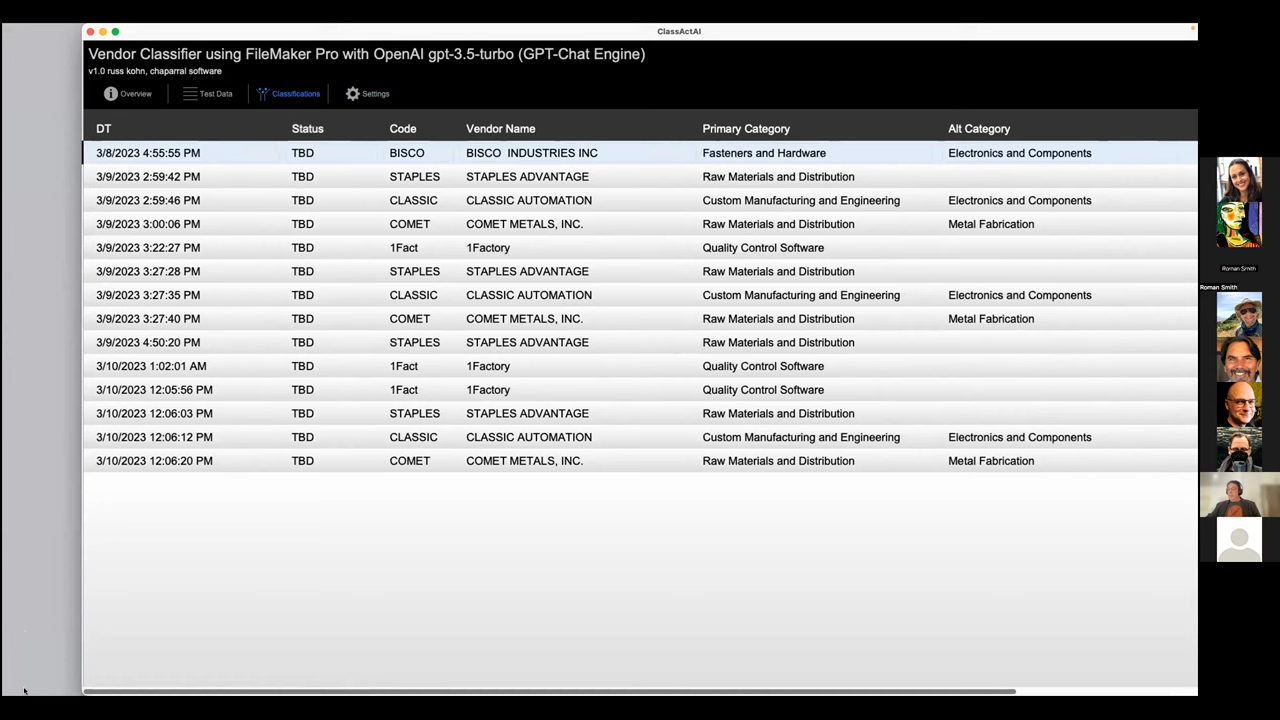 ClassActAI
Vendor Classifier using FileMaker Pro with OpenAI gpt-3.5-turbo (GPT-Chat Engine)
v1.0 russ kohn, chaparral software
Overview Test Data Classifications Settings
DT Status Code Vendor Name Primary Category Alt Category
3/8/2023 4:55:55 PM TBD BISCO BISCO  INDUSTRIES INC Fasteners and Hardware Electronics and Components
3/9/2023 2:59:42 PM TBD STAPLES STAPLES ADVANTAGE Raw Materials and Distribution
3/9/2023 2:59:46 PM TBD CLASSIC CLASSIC AUTOMATION Custom Manufacturing and Engineering Electronics and Components
3/9/2023 3:00:06 PM TBD COMET COMET METALS, INC. Raw Materials and Distribution Metal Fabrication
3/9/2023 3:22:27 PM TBD 1Fact 1Factory Quality Control Software
3/9/2023 3:27:28 PM TBD STAPLES STAPLES ADVANTAGE Raw Materials and Distribution
3/9/2023 3:27:35 PM TBD CLASSIC CLASSIC AUTOMATION Custom Manufacturing and Engineering Electronics and Components
3/9/2023 3:27:40 PM TBD COMET COMET METALS, INC. Raw Materials and Distribution Metal Fabrication
3/9/2023 4:50:20 PM TBD STAPLES STAPLES ADVANTAGE Raw Materials and Distribution
3/10/2023 1:02:01 AM TBD 1Fact 1Factory Quality Control Software
3/10/2023 12:05:56 PM TBD 1Fact 1Factory Quality Control Software
3/10/2023 12:06:03 PM TBD STAPLES STAPLES ADVANTAGE Raw Materials and Distribution
3/10/2023 12:06:12 PM TBD CLASSIC CLASSIC AUTOMATION Custom Manufacturing and Engineering Electronics and Components
3/10/2023 12:06:20 PM TBD COMET COMET METALS, INC. Raw Materials and Distribution Metal Fabrication
Roman Smith
Roman Smith